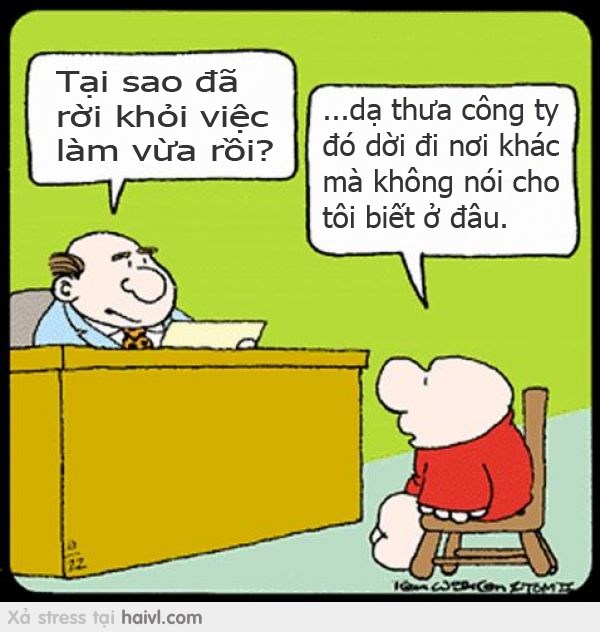 Tại sao đã
rời khỏi việc
làm vừa rồi?
...dạ thưa công ty
đó dời đi nơi khác
mà không nói cho
tôi biết ở đâu.
22
Xả stress tại haivl.com